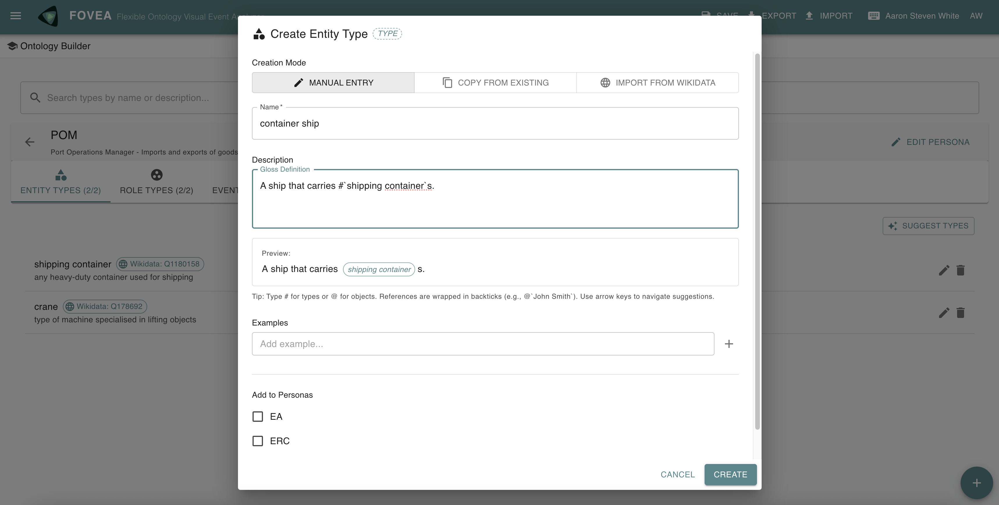 FOVEA Flexible Ontology Visual Event
SAVE EXPORT IMPORT Aaron Steven White AW
Ontology Builder
Search types by name or description...
POM
Port Operations Manager - Imports and exports of goods
EDIT PERSONA
ENTITY TYPES (2/2) ROLE TYPES (2/2) EVENT
SUGGEST TYPES
shipping container Wikidata: Q1180158
any heavy-duty container used for shipping
crane Wikidata: Q178692
type of machine specialised in lifting objects
Create Entity Type TYPE
Creation Mode
MANUAL ENTRY COPY FROM EXISTING IMPORT FROM WIKIDATA
Name *
container ship
Description
Gloss Definition
A ship that carries #`shipping container`s.
Preview:
A ship that carries shipping container s.
Tip: Type # for types or @ for objects. References are wrapped in backticks (e.g., @`John Smith`). Use arrow keys to navigate suggestions.
Examples
Add example...
Add to Personas
EA
ERC
CANCEL CREATE